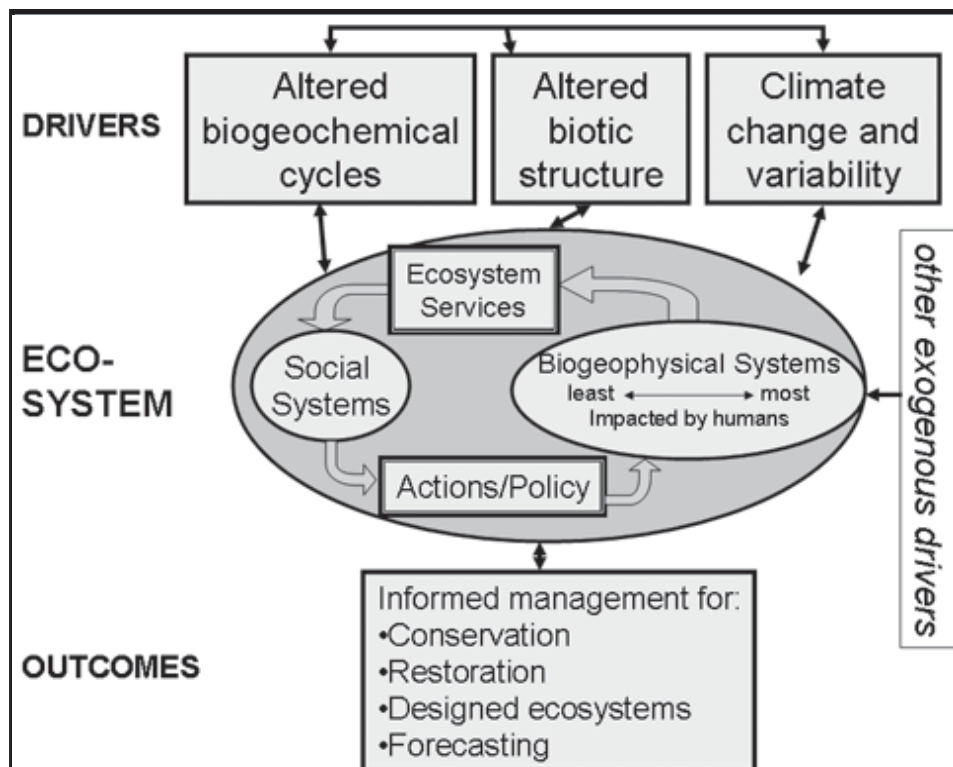 DRIVERS
Altered
biogeochemical
cycles
Altered
biotic
structure
Climate
change and
variability
ECO-
SYSTEM
Ecosystem
Services
Social
Systems
Biogeophysical Systems
least most
Impacted by humans
Actions/Policy
other exogenous drivers
OUTCOMES
Informed management for:
•Conservation
•Restoration
•Designed ecosystems
•Forecasting